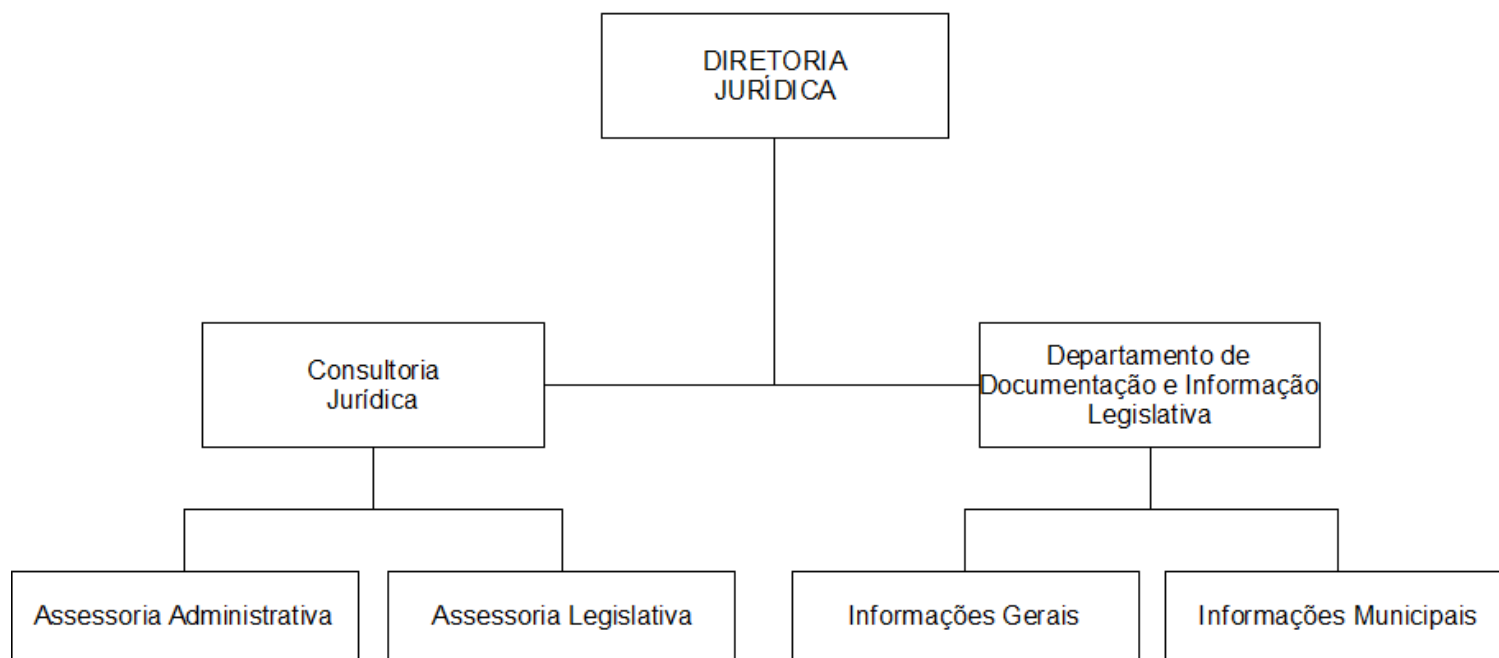 DIRETORIA
JURÍDICA
Consultoria
Jurídica
Departamento de
Documentação e Informação
Legislativa
Assessoria Administrativa
Assessoria Legislativa
Informações Gerais
Informações Municipais